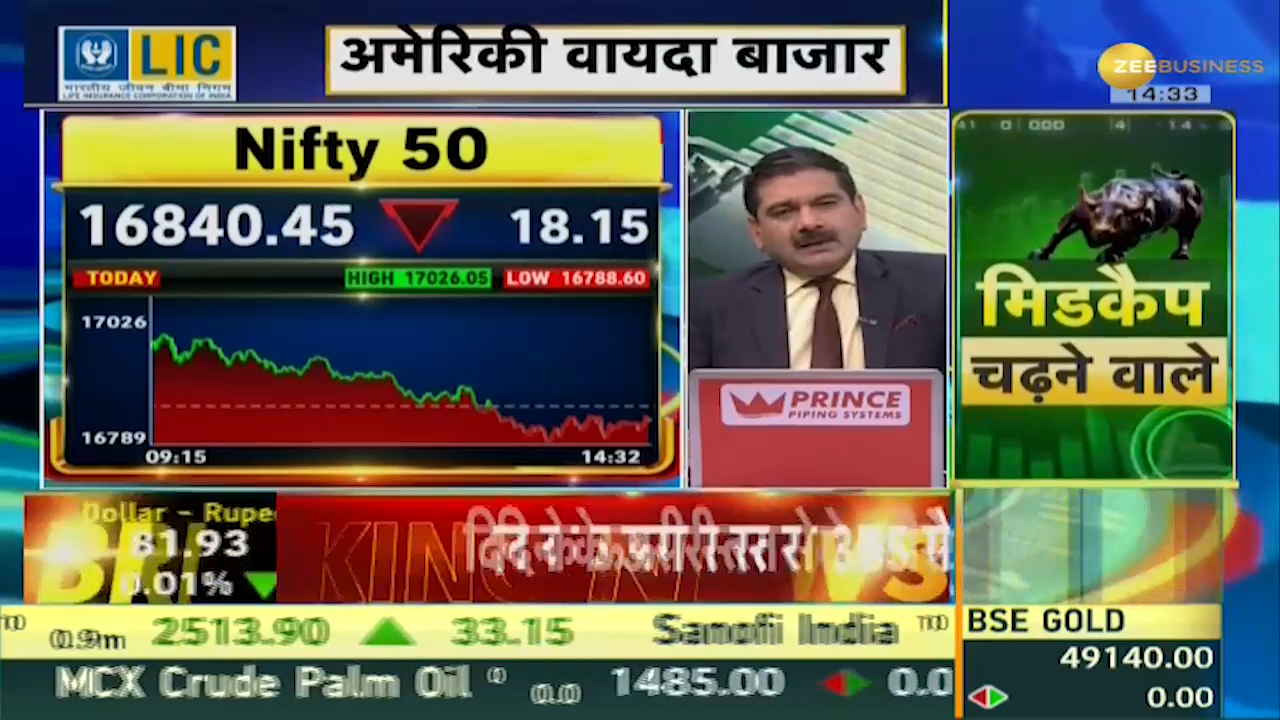 LIC
भारतीय जीवन बीमा निगम
LIFE INSURANCE CORPORATION OF INDIA
अमेरिकी वायदा बाजार
ZEEBUSINESS
14:33
Nifty 50
16840.45 18.15
TODAY HIGH 17026.05 LOW 16788.60
17026
16789
09:15 14:32
PRINCE
PIPING SYSTEMS
मिडकैप
चढ़ने वाले
Dollar - Rupe
81.93
0.01%
2513.90 33.15 Sanofi India
MCX Crude Palm Oil 1485.00 0.0
BSE GOLD
49140.00
0.00